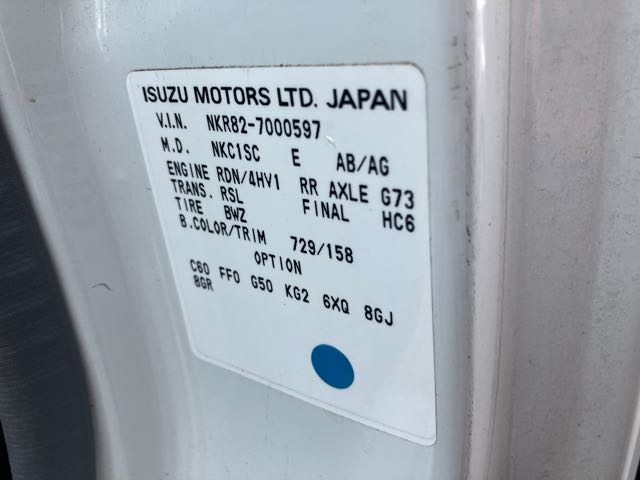 ISUZU MOTORS LTD. JAPAN
V.I.N. NKR82-7000597
M.D. NKC1SC E AB/AG
ENGINE RDN/4HV1 RR AXLE G73
TRANS. RSL FINAL HC6
TIRE BWZ
B.COLOR/TRIM 729/158
OPTION
C60 FF0 G50 KG2 6XQ 8GJ
8GR